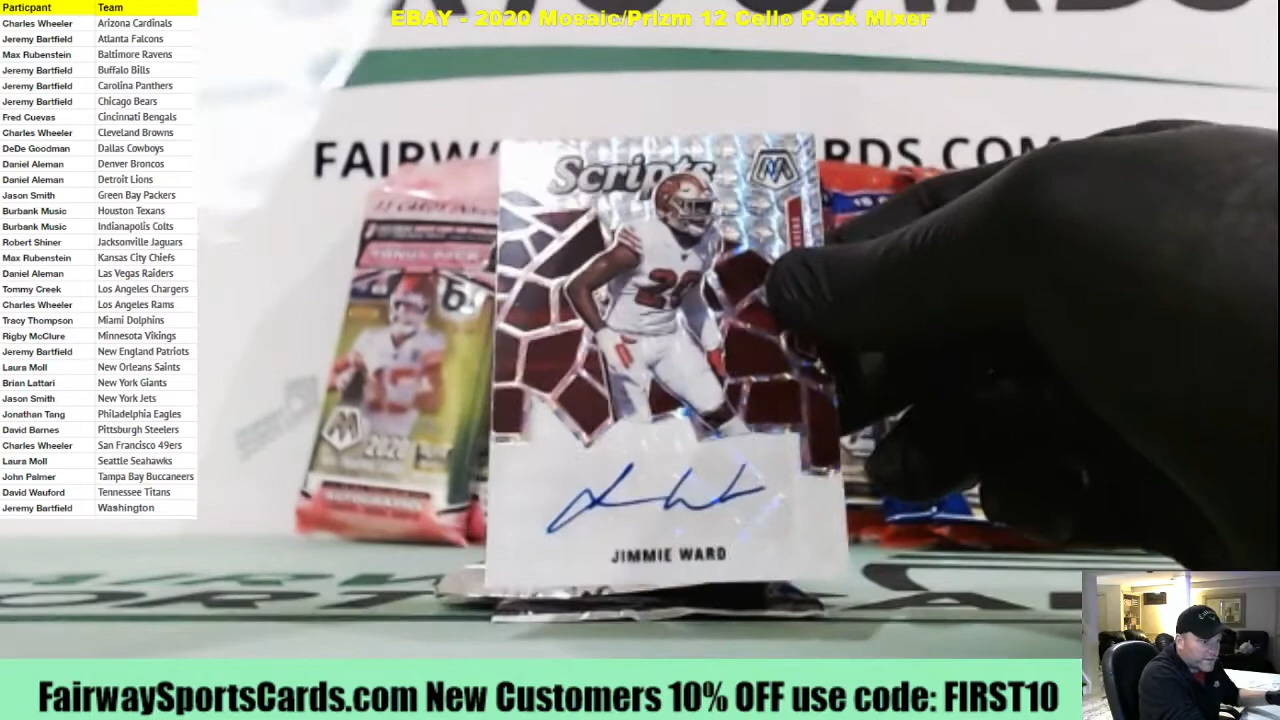 Particpant Team
Charles Wheeler Arizona Cardinals
Jeremy Bartfield Atlanta Falcons
Max Rubenstein Baltimore Ravens
Jeremy Bartfield Buffalo Bills
Jeremy Bartfield Carolina Panthers
Jeremy Bartfield Chicago Bears
Fred Cuevas Cincinnati Bengals
Charles Wheeler Cleveland Browns
DeDe Goodman Dallas Cowboys
Daniel Aleman Denver Broncos
Daniel Aleman Detroit Lions
Jason Smith Green Bay Packers
Burbank Music Houston Texans
Burbank Music Indianapolis Colts
Robert Shiner Jacksonville Jaguars
Max Rubenstein Kansas City Chiefs
Daniel Aleman Las Vegas Raiders
Tommy Creek Los Angeles Chargers
Charles Wheeler Los Angeles Rams
Tracy Thompson Miami Dolphins
Rigby McClure Minnesota Vikings
Jeremy Bartfield New England Patriots
Laura Moll New Orleans Saints
Brian Lattari New York Giants
Jason Smith New York Jets
Jonathan Tang Philadelphia Eagles
David Barnes Pittsburgh Steelers
Charles Wheeler San Francisco 49ers
Laura Moll Seattle Seahawks
John Palmer Tampa Bay Buccaneers
David Wauford Tennessee Titans
Jeremy Bartfield Washington
EBAY - 2020 Mosaic/Prizm 12 Cello Pack Mixer
Scripts
JIMMIE WARD
2020
FairwaySportsCards.com New Customers 10% OFF use code: FIRST10